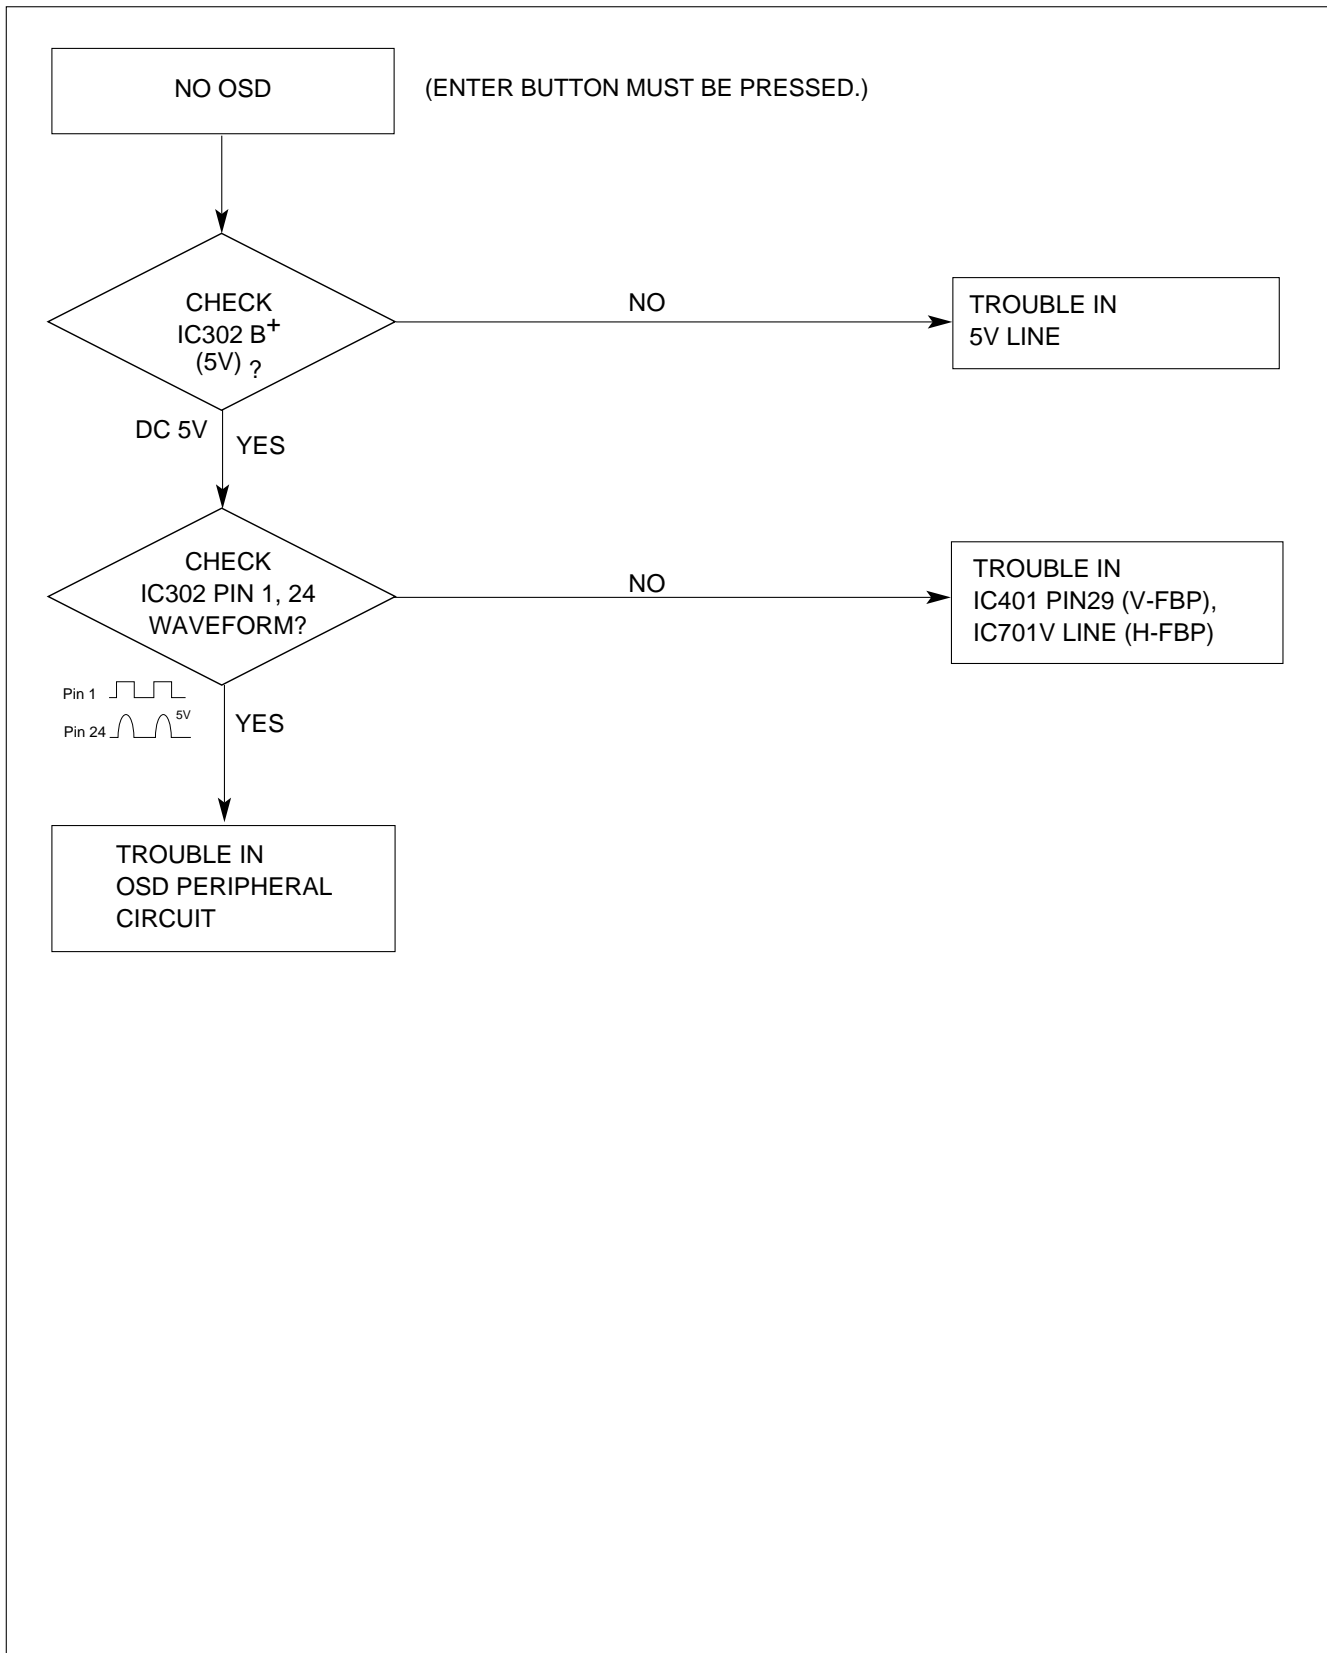 NO OSD
(ENTER BUTTON MUST BE PRESSED.)
CHECK
IC302 B+
(5V) ?
NO
TROUBLE IN
5V LINE
DC 5V
YES
CHECK
IC302 PIN 1, 24
WAVEFORM?
NO
TROUBLE IN
IC401 PIN29 (V-FBP),
IC701V LINE (H-FBP)
Pin 1
Pin 24
5V
YES
TROUBLE IN
OSD PERIPHERAL
CIRCUIT